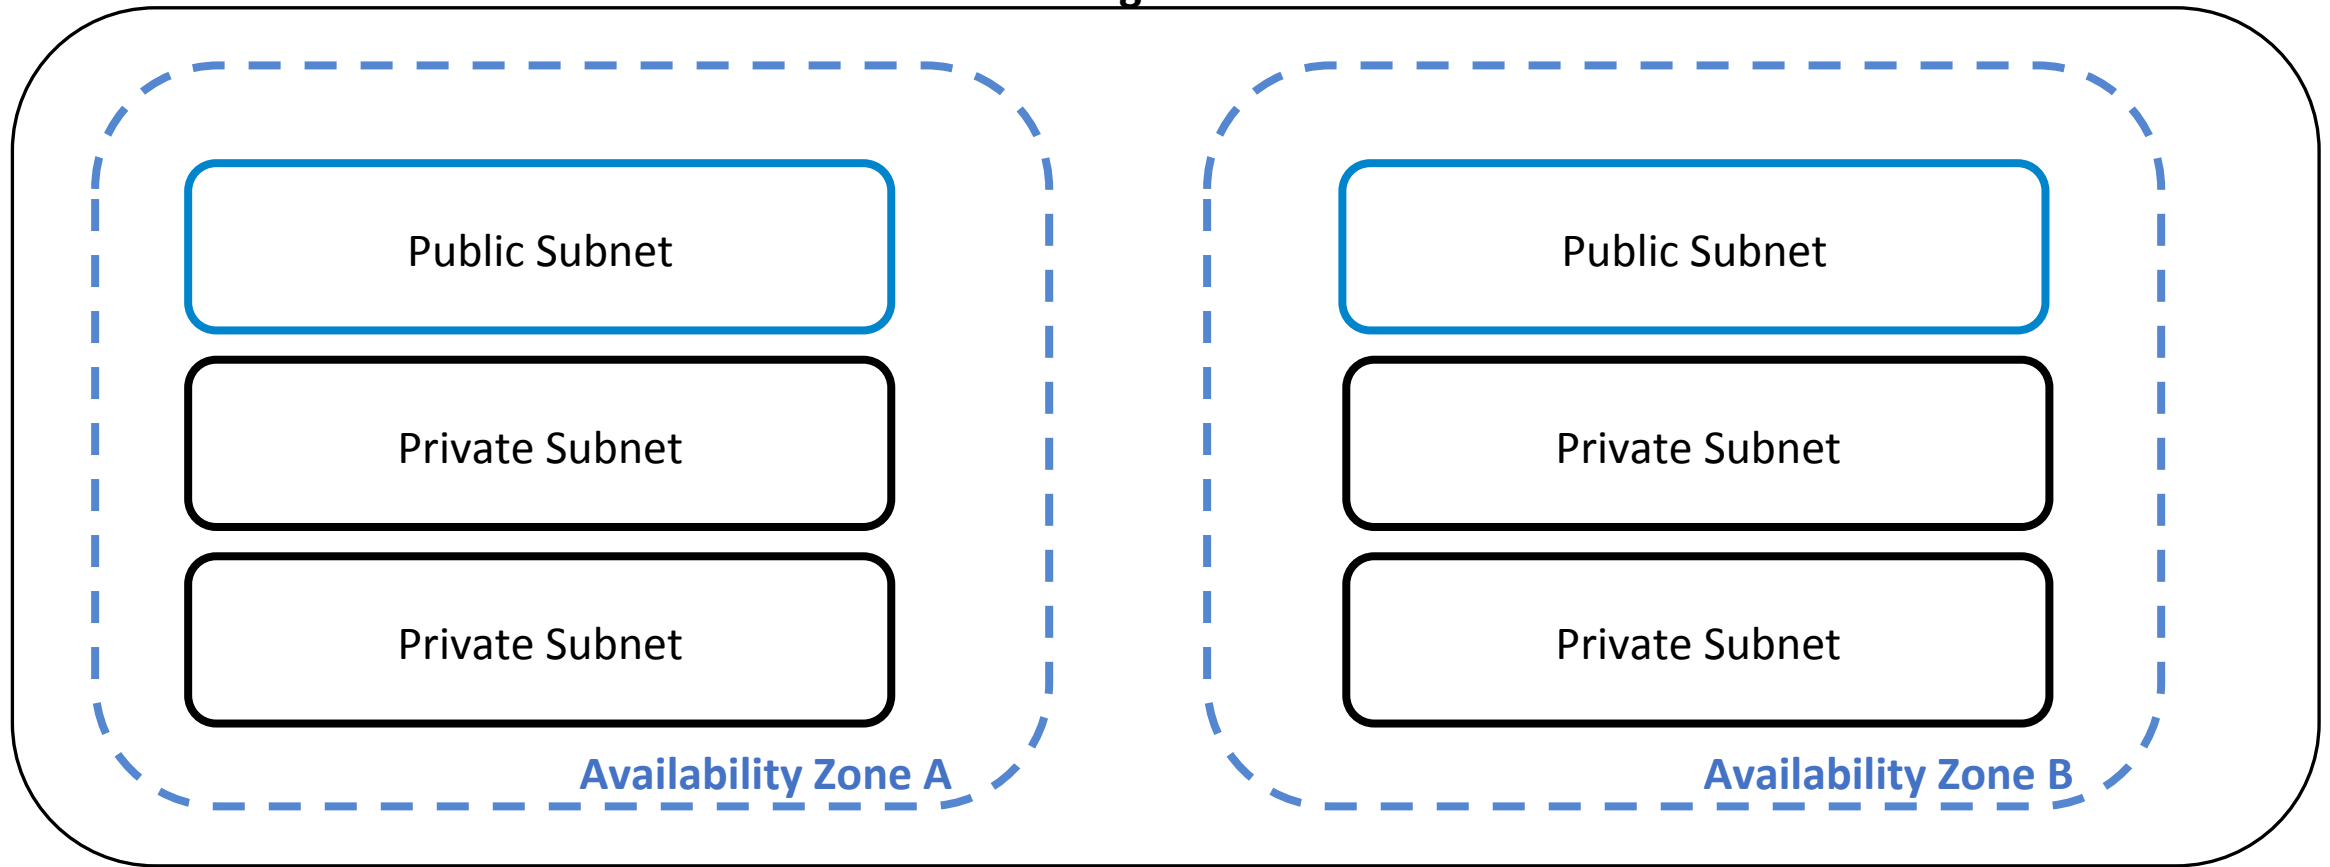 Public Subnet
Private Subnet
Private Subnet
Availability Zone A
Public Subnet
Private Subnet
Private Subnet
Availability Zone B